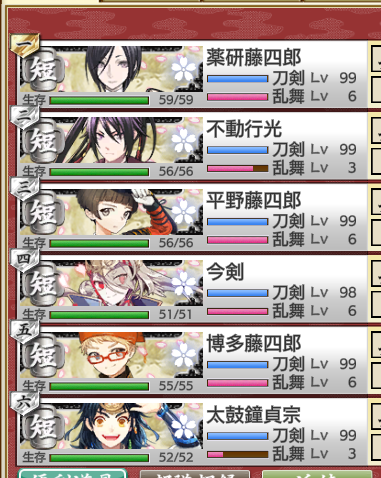 一
短
薬研藤四郎
刀剣 Lv 99
生存 59/59
乱舞 Lv 6
二
短
不動行光
刀剣 Lv 99
生存 56/56
乱舞 Lv 3
三
短
平野藤四郎
刀剣 Lv 99
生存 56/56
乱舞 Lv 6
四
短
今剣
刀剣 Lv 98
生存 51/51
乱舞 Lv 6
五
短
博多藤四郎
刀剣 Lv 99
生存 55/55
乱舞 Lv 6
六
短
太鼓鐘貞宗
刀剣 Lv 99
生存 52/52
乱舞 Lv 3